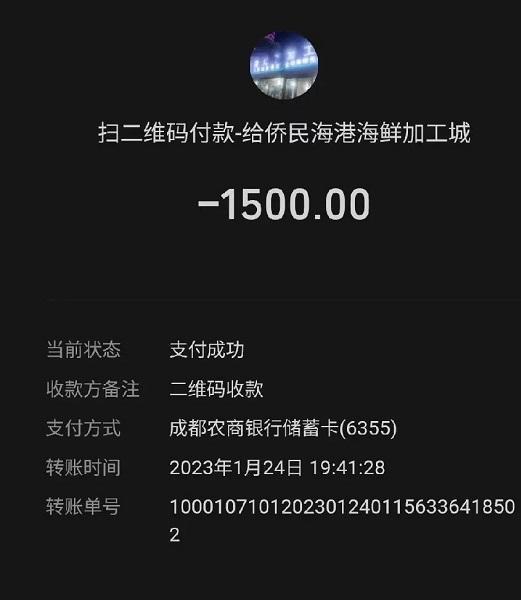 扫二维码付款-给侨民海港海鲜加工城
-1500.00
当前状态 支付成功
收款方备注 二维码收款
支付方式 成都农商银行储蓄卡(6355)
转账时间 2023年1月24日 19:41:28
转账单号 1000107101202301240115633641850
2